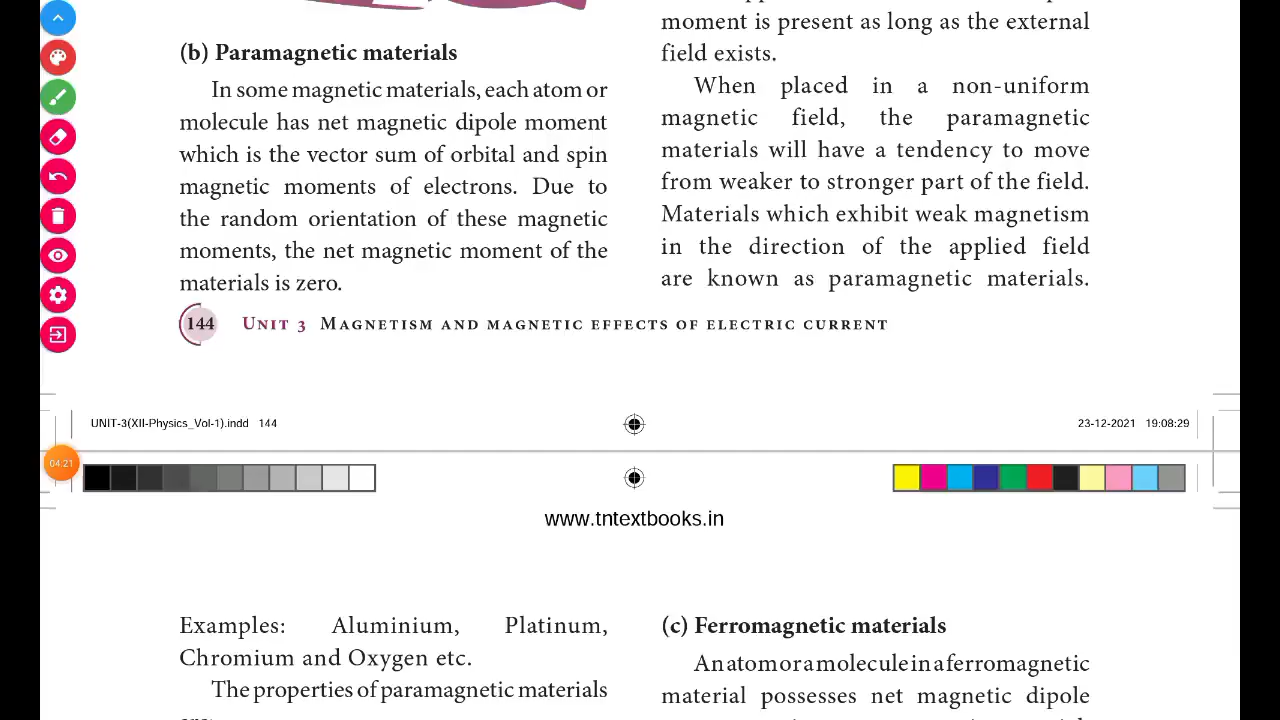 (b) Paramagnetic materials
In some magnetic materials, each atom or
molecule has net magnetic dipole moment
which is the vector sum of orbital and spin
magnetic moments of electrons. Due to
the random orientation of these magnetic
moments, the net magnetic moment of the
materials is zero.
moment is present as long as the external
field exists.
When placed in a non-uniform
magnetic field, the paramagnetic
materials will have a tendency to move
from weaker to stronger part of the field.
Materials which exhibit weak magnetism
in the direction of the applied field
are known as paramagnetic materials.
144 UNIT 3 MAGNETISM AND MAGNETIC EFFECTS OF ELECTRIC CURRENT
UNIT-3(XII-Physics_Vol-1).indd 144
23-12-2021 19:08:29
04:21
www.tntextbooks.in
Examples: Aluminium, Platinum,
Chromium and Oxygen etc.
The properties of paramagnetic materials
(c) Ferromagnetic materials
An atom or a molecule in a ferromagnetic
material possesses net magnetic dipole